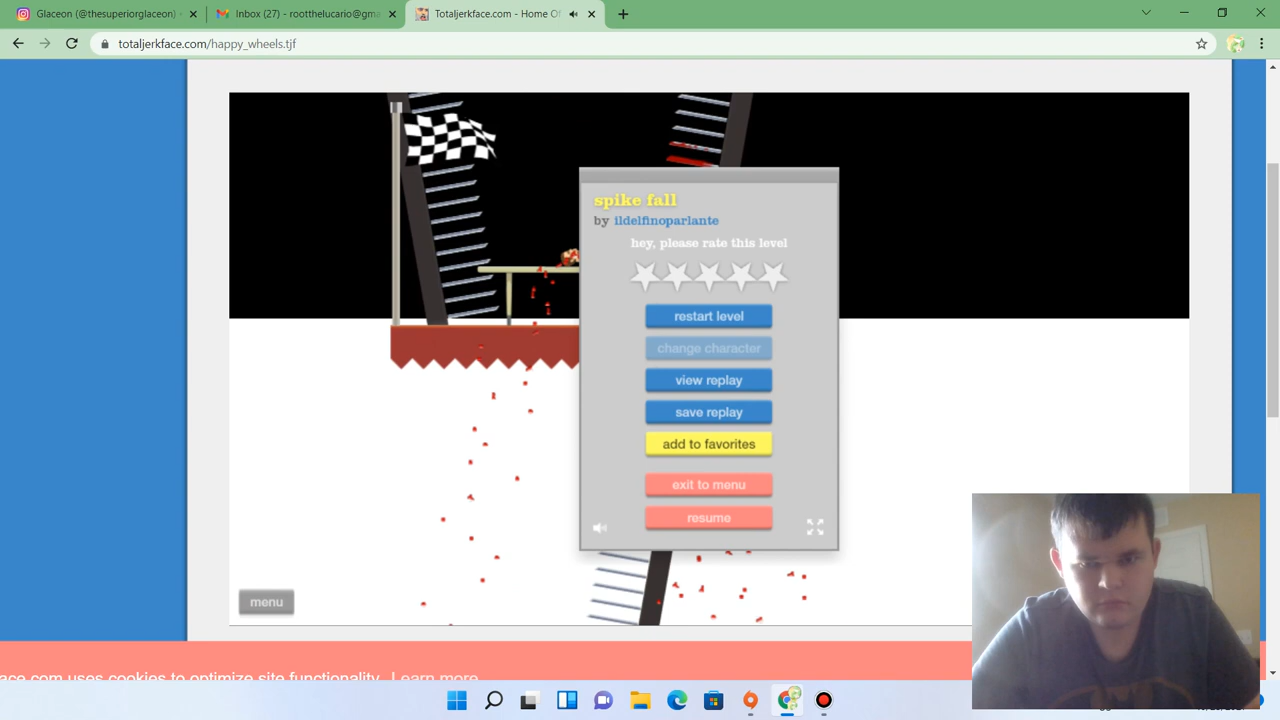 Glaceon (@thesuperiorglaceon)
Inbox (27) - rootthelucario@gma
Totaljerkface.com - Home Of
totaljerkface.com/happy_wheels.tjf
spike fall
by ildelfinoparlante
hey, please rate this level
restart level
change character
view replay
save replay
add to favorites
exit to menu
resume
menu
ace.com uses cookies to optimize site functionality. Learn more